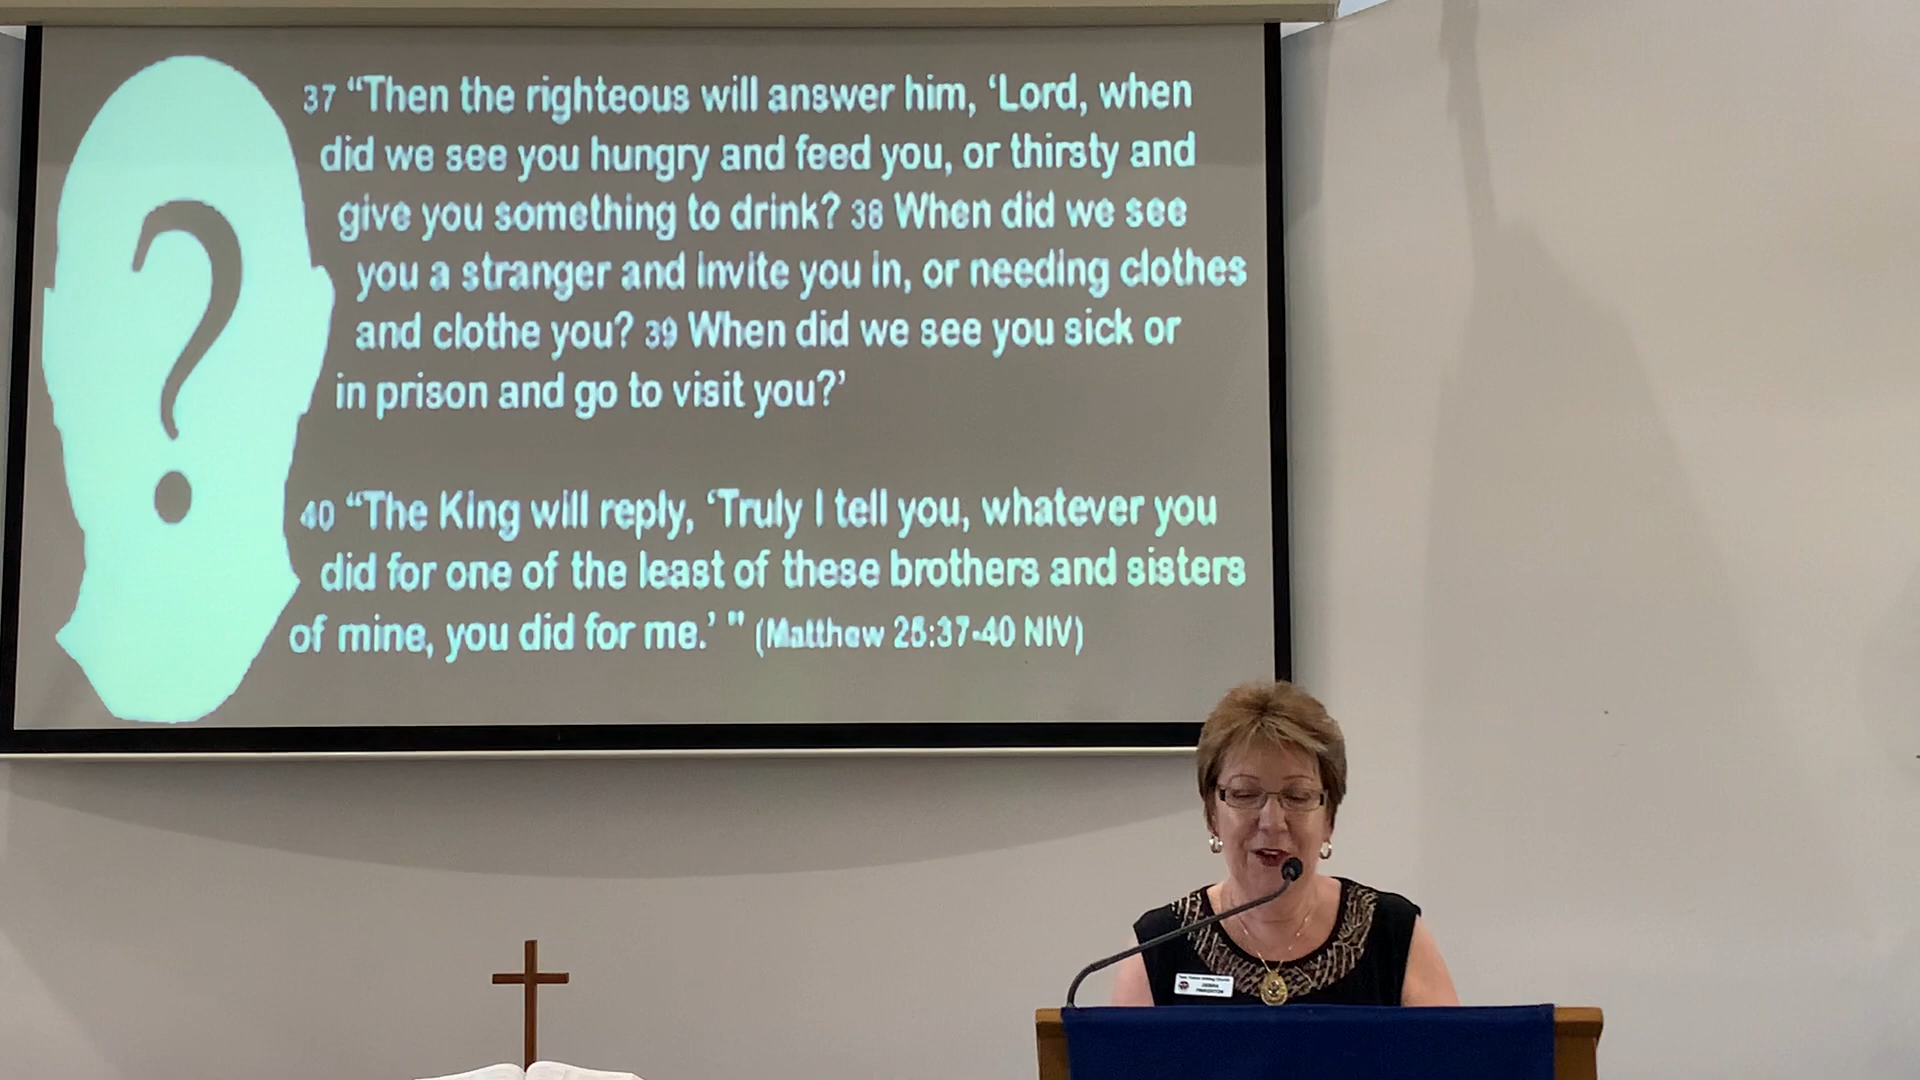 37 “Then the righteous will answer him, ‘Lord, when
did we see you hungry and feed you, or thirsty and
give you something to drink? 38 When did we see
you a stranger and invite you in, or needing clothes
and clothe you? 39 When did we see you sick or
in prison and go to visit you?’
40 “The King will reply, ‘Truly I tell you, whatever you
did for one of the least of these brothers and sisters
of mine, you did for me.’ " (Matthew 25:37-40 NIV)
?
Uniting Church
DEBRA